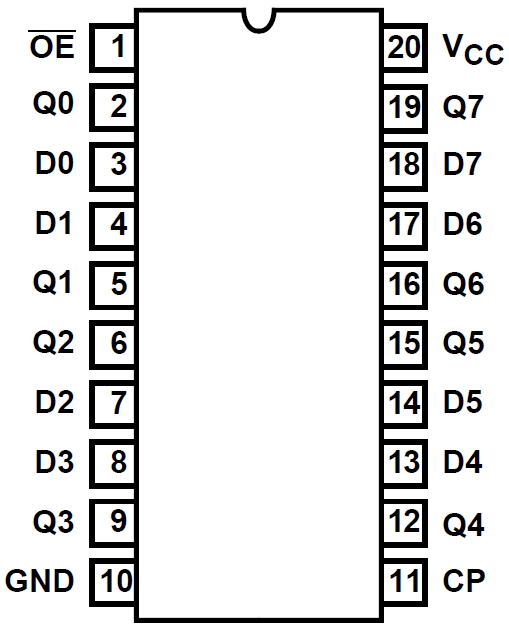 O̅E̅ 1 20 VCC
Q0 2 19 Q7
D0 3 18 D7
D1 4 17 D6
Q1 5 16 Q6
Q2 6 15 Q5
D2 7 14 D5
D3 8 13 D4
Q3 9 12 Q4
GND 10 11 CP